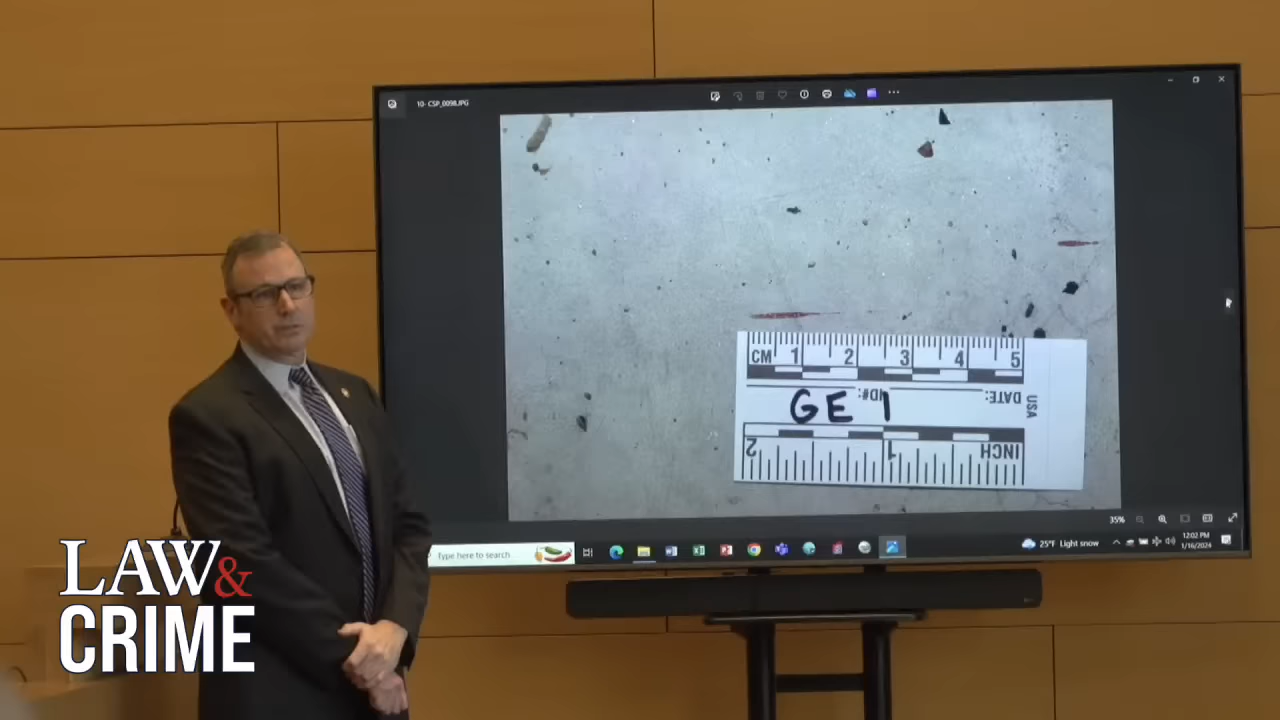 10- CSP_0098.JPG
CM 1 2 3 4 5
ID#: DATE:
USA
GE 1
2 1 INCH
35%
Type here to search
25°F Light snow
12:02 PM
1/16/2024
LAW&
CRIME